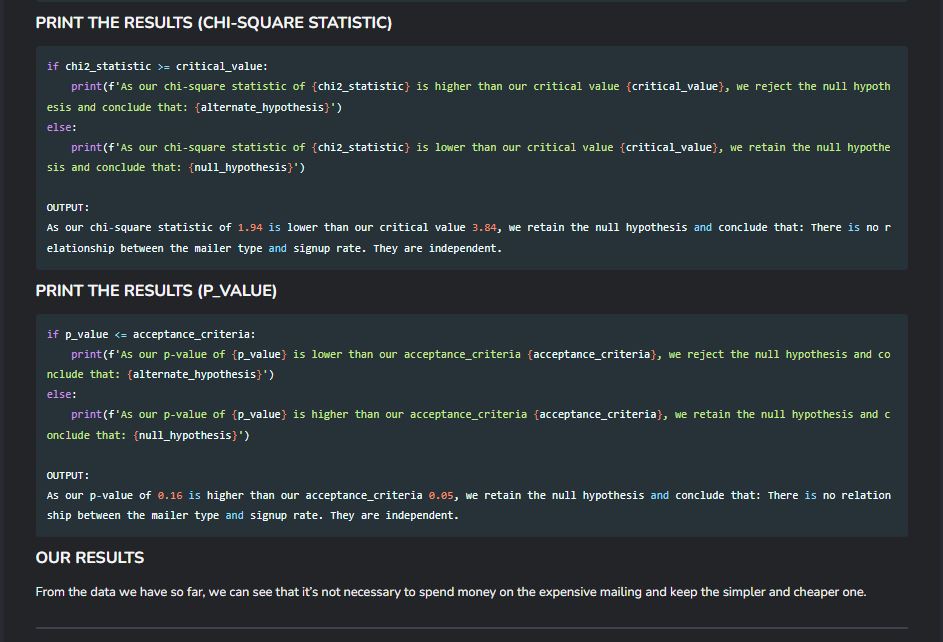 PRINT THE RESULTS (CHI-SQUARE STATISTIC)
if chi2_statistic >= critical_value:
    print(f'As our chi-square statistic of {chi2_statistic} is higher than our critical value {critical_value}, we reject the null hypoth
esis and conclude that: {alternate_hypothesis}')
else:
    print(f'As our chi-square statistic of {chi2_statistic} is lower than our critical value {critical_value}, we retain the null hypothe
sis and conclude that: {null_hypothesis}')
OUTPUT:
As our chi-square statistic of 1.94 is lower than our critical value 3.84, we retain the null hypothesis and conclude that: There is no r
elationship between the mailer type and signup rate. They are independent.
PRINT THE RESULTS (P_VALUE)
if p_value <= acceptance_criteria:
    print(f'As our p-value of {p_value} is lower than our acceptance_criteria {acceptance_criteria}, we reject the null hypothesis and co
nclude that: {alternate_hypothesis}')
else:
    print(f'As our p-value of {p_value} is higher than our acceptance_criteria {acceptance_criteria}, we retain the null hypothesis and c
onclude that: {null_hypothesis}')
OUTPUT:
As our p-value of 0.16 is higher than our acceptance_criteria 0.05, we retain the null hypothesis and conclude that: There is no relation
ship between the mailer type and signup rate. They are independent.
OUR RESULTS
From the data we have so far, we can see that it’s not necessary to spend money on the expensive mailing and keep the simpler and cheaper one.